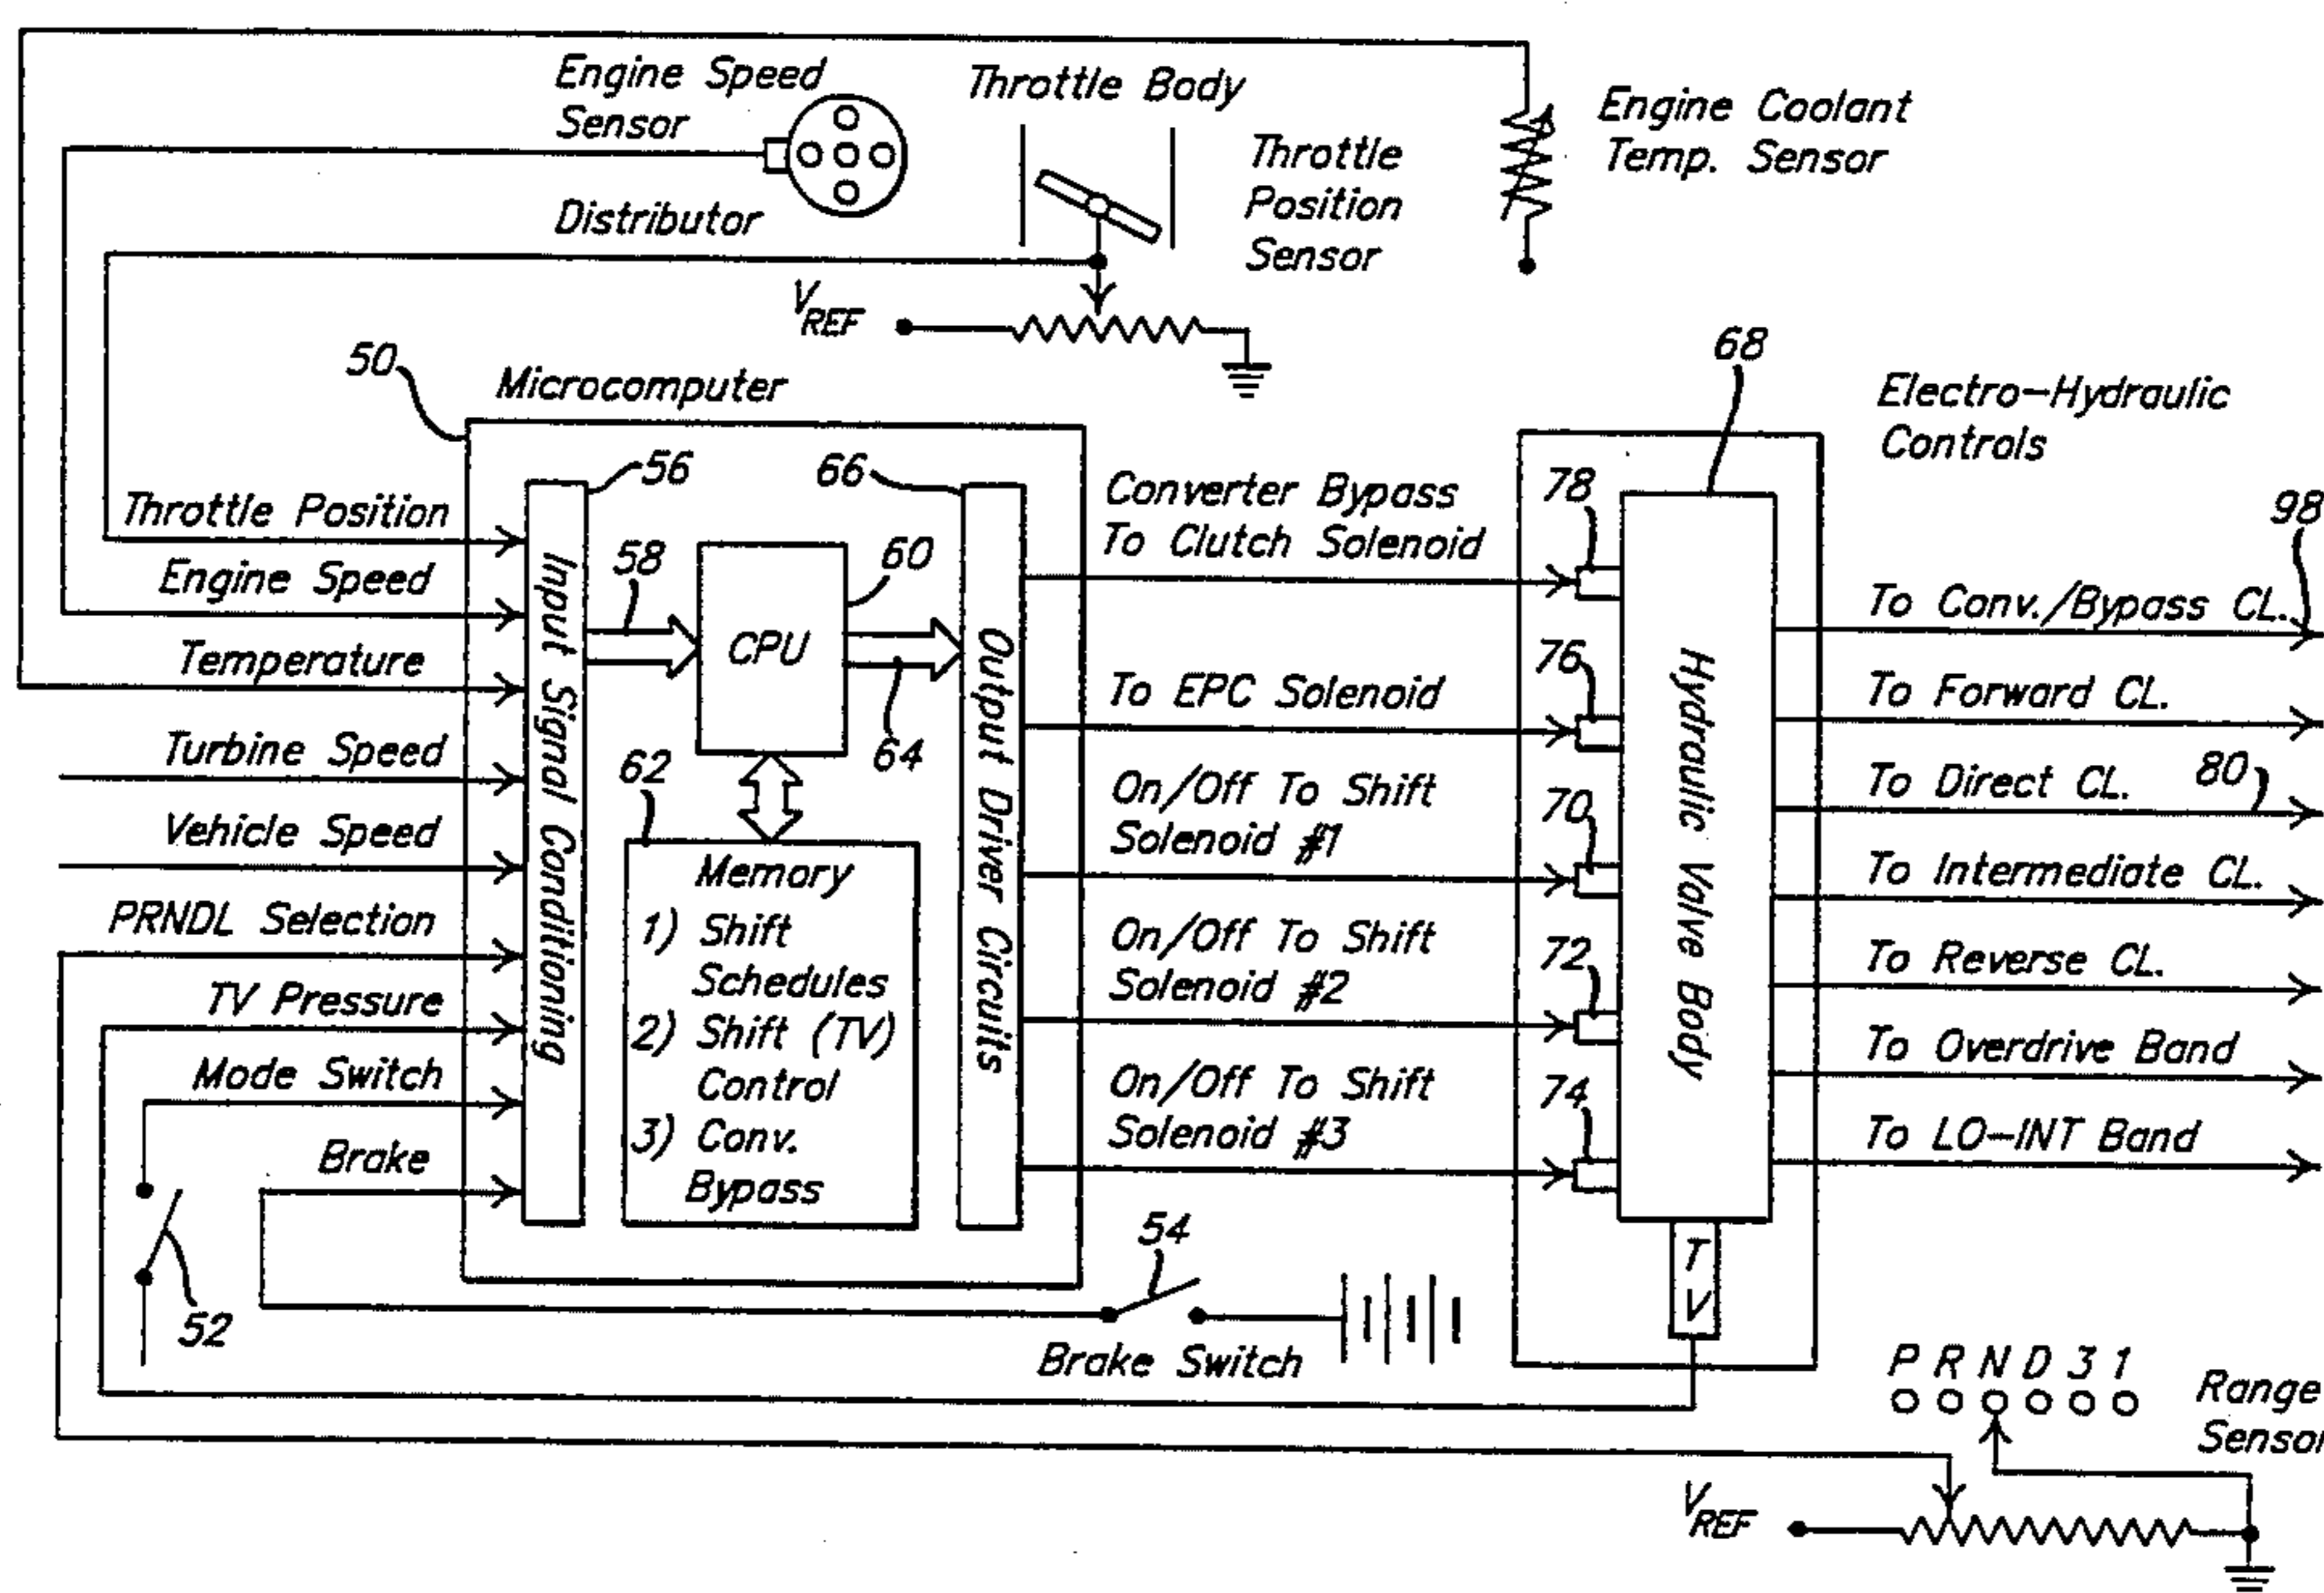 Engine Speed
Sensor
Distributor
Throttle Body
Throttle
Position
Sensor
Engine Coolant
Temp. Sensor
VREF
50
Microcomputer
68
Electro-Hydraulic
Controls
56
66
58
60
CPU
64
62
Throttle Position
Engine Speed
Temperature
Turbine Speed
Vehicle Speed
PRNDL Selection
TV Pressure
Mode Switch
Brake
Input Signal Conditioning
Memory
1) Shift
Schedules
2) Shift (TV)
Control
3) Conv.
Bypass
Output Driver Circuits
Converter Bypass
To Clutch Solenoid
To EPC Solenoid
On/Off To Shift
Solenoid #1
On/Off To Shift
Solenoid #2
On/Off To Shift
Solenoid #3
78
76
70
72
74
Hydraulic Valve Body
98
To Conv./Bypass CL.
To Forward CL.
To Direct CL.
80
To Intermediate CL.
To Reverse CL.
To Overdrive Band
To LO-INT Band
TV
52
54
Brake Switch
P R N D 3 1
Range
Sensor
VREF